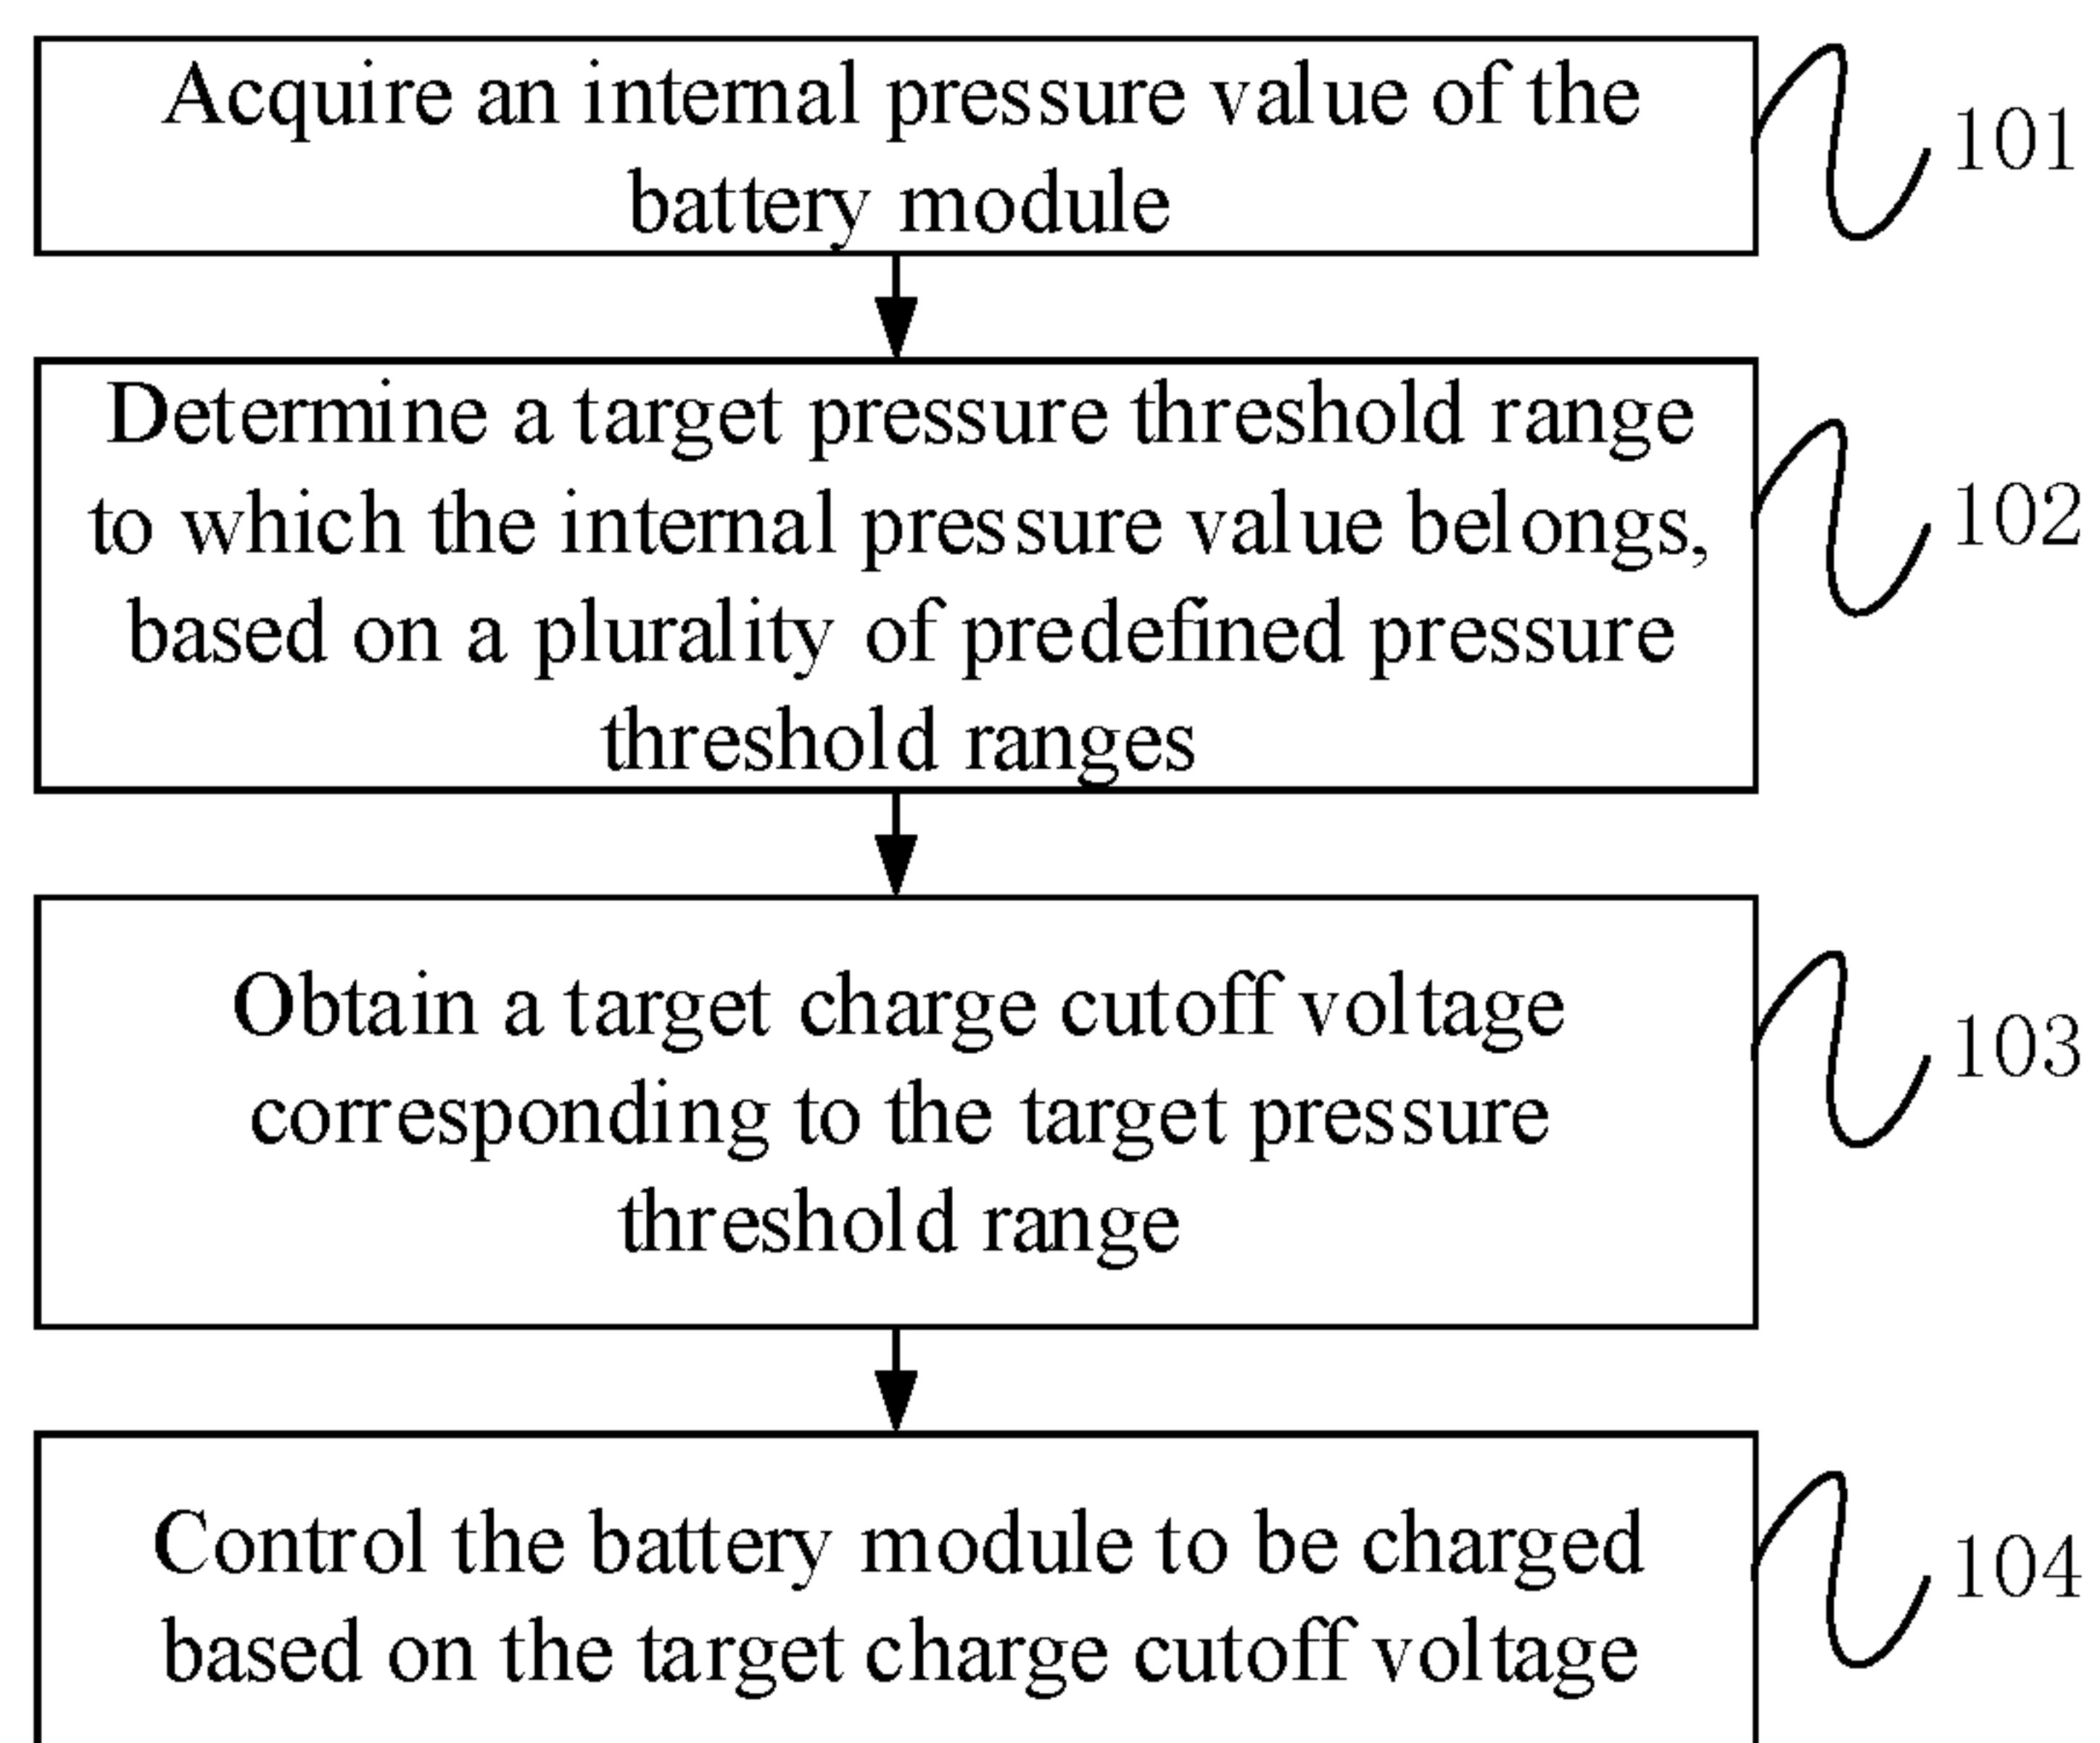 Acquire an internal pressure value of the
battery module
101
Determine a target pressure threshold range
to which the internal pressure value belongs,
based on a plurality of predefined pressure
threshold ranges
102
Obtain a target charge cutoff voltage
corresponding to the target pressure
threshold range
103
Control the battery module to be charged
based on the target charge cutoff voltage
104